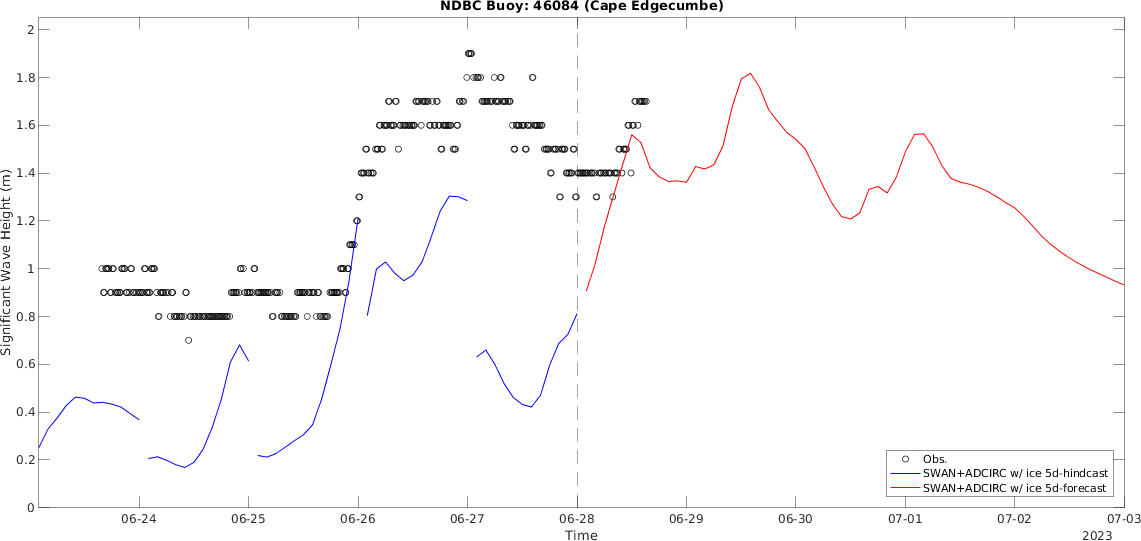 NDBC Buoy: 46084 (Cape Edgecumbe)
2
1.8
1.6
1.4
1.2
1
0.8
0.6
0.4
0.2
0
Significant Wave Height (m)
Obs.
SWAN+ADCIRC w/ ice 5d-hindcast
SWAN+ADCIRC w/ ice 5d-forecast
06-24 06-25 06-26 06-27 06-28 06-29 06-30 07-01 07-02 07-03
Time
2023